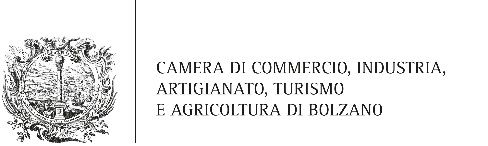 CAMERA DI COMMERCIO, INDUSTRIA,
ARTIGIANATO, TURISMO
E AGRICOLTURA DI BOLZANO